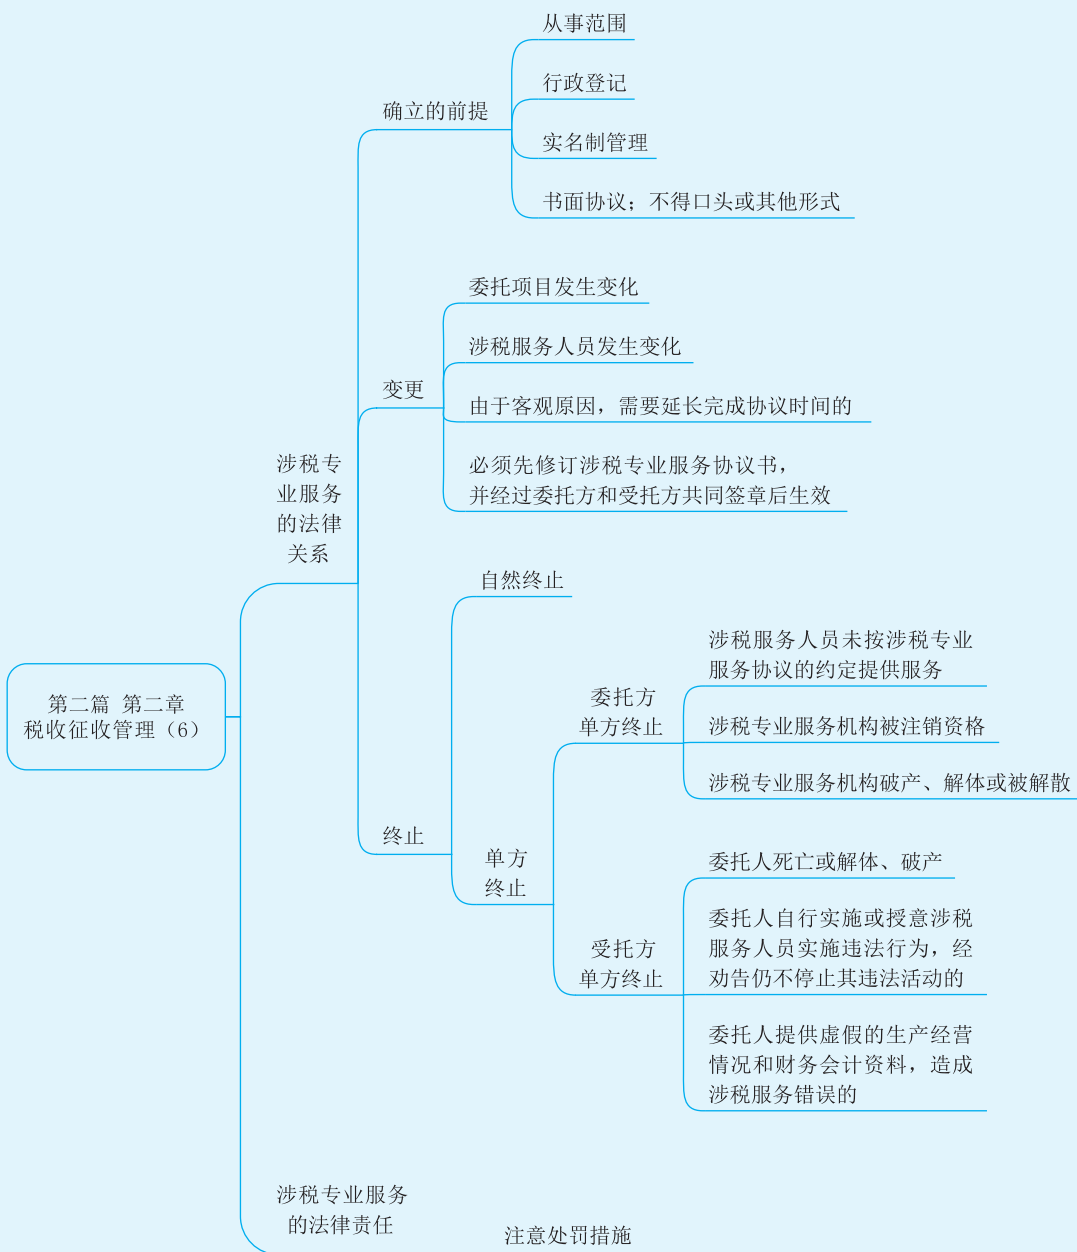 第二篇 第二章
税收征收管理（6）
涉税专
业服务
的法律
关系
确立的前提
从事范围
行政登记
实名制管理
书面协议；不得口头或其他形式
变更
委托项目发生变化
涉税服务人员发生变化
由于客观原因，需要延长完成协议时间的
必须先修订涉税专业服务协议书，
并经过委托方和受托方共同签章后生效
终止
自然终止
单方
终止
委托方
单方终止
涉税服务人员未按涉税专业
服务协议的约定提供服务
涉税专业服务机构被注销资格
涉税专业服务机构破产、解体或被解散
受托方
单方终止
委托人死亡或解体、破产
委托人自行实施或授意涉税
服务人员实施违法行为，经
劝告仍不停止其违法活动的
委托人提供虚假的生产经营
情况和财务会计资料，造成
涉税服务错误的
涉税专业服务
的法律责任
注意处罚措施